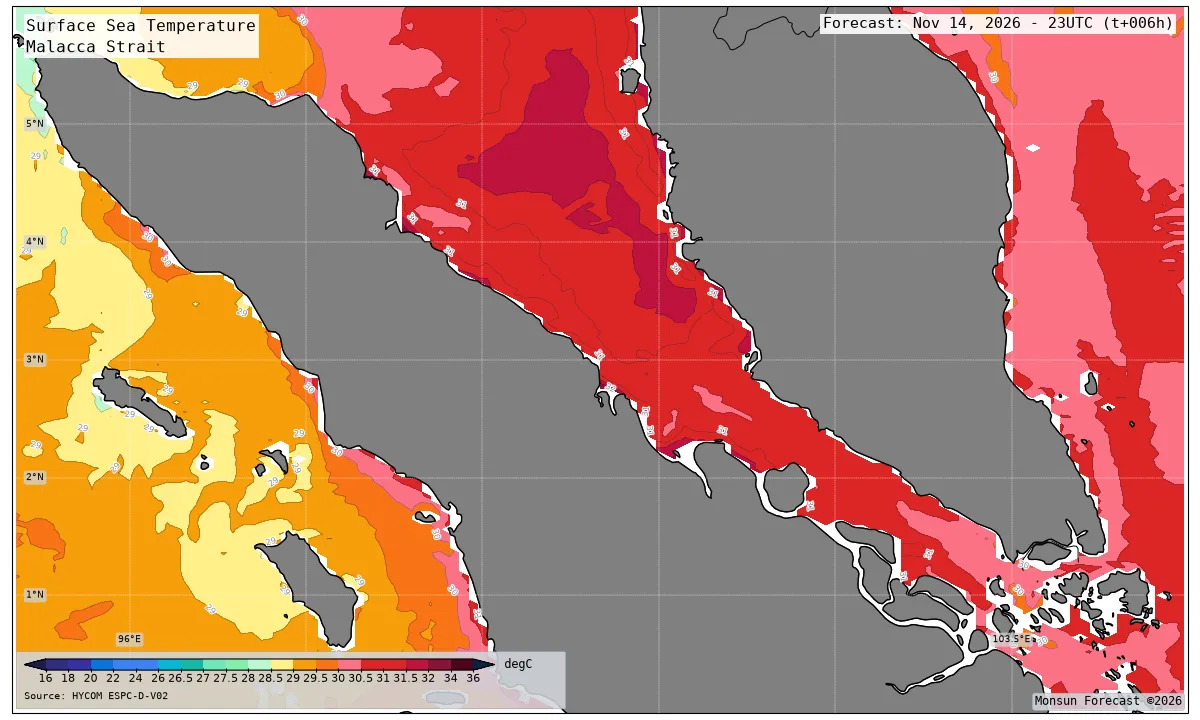 Surface Sea Temperature
Malacca Strait
Forecast: Nov 14, 2026 - 23UTC (t+006h)
5°N
4°N
3°N
2°N
1°N
96°E
103.5°E
degC
16 18 20 22 24 26 26.5 27 27.5 28 28.5 29 29.5 30 30.5 31 31.5 32 34 36
Source: HYCOM ESPC-D-V02
Monsun Forecast ©2026